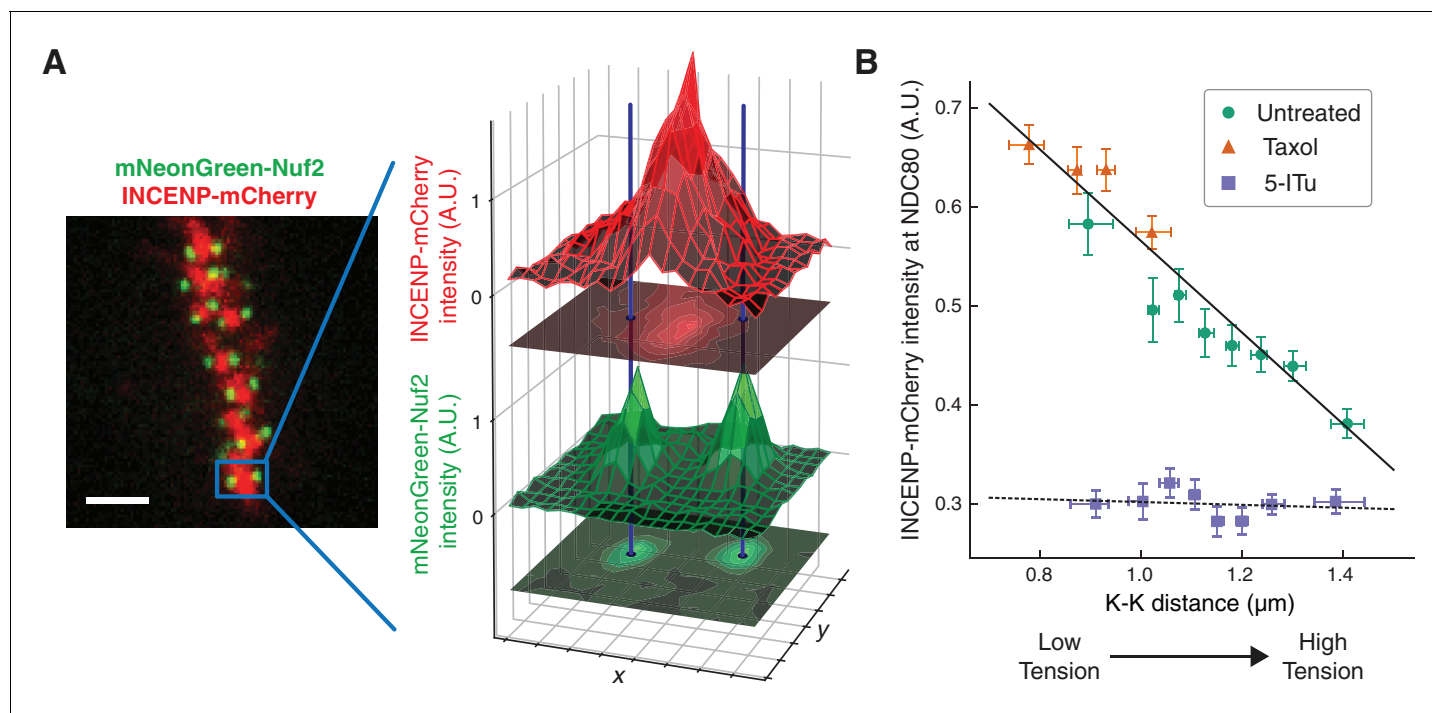 A
mNeonGreen-Nuf2
INCENP-mCherry
INCENP-mCherry
intensity (A.U.)
1
0
mNeonGreen-Nuf2
intensity (A.U.)
1
0
x
y
B
INCENP-mCherry intensity at NDC80 (A.U.)
0.7
0.6
0.5
0.4
0.3
Untreated
Taxol
5-ITu
0.8 1.0 1.2 1.4
K-K distance (µm)
Low
Tension
High
Tension